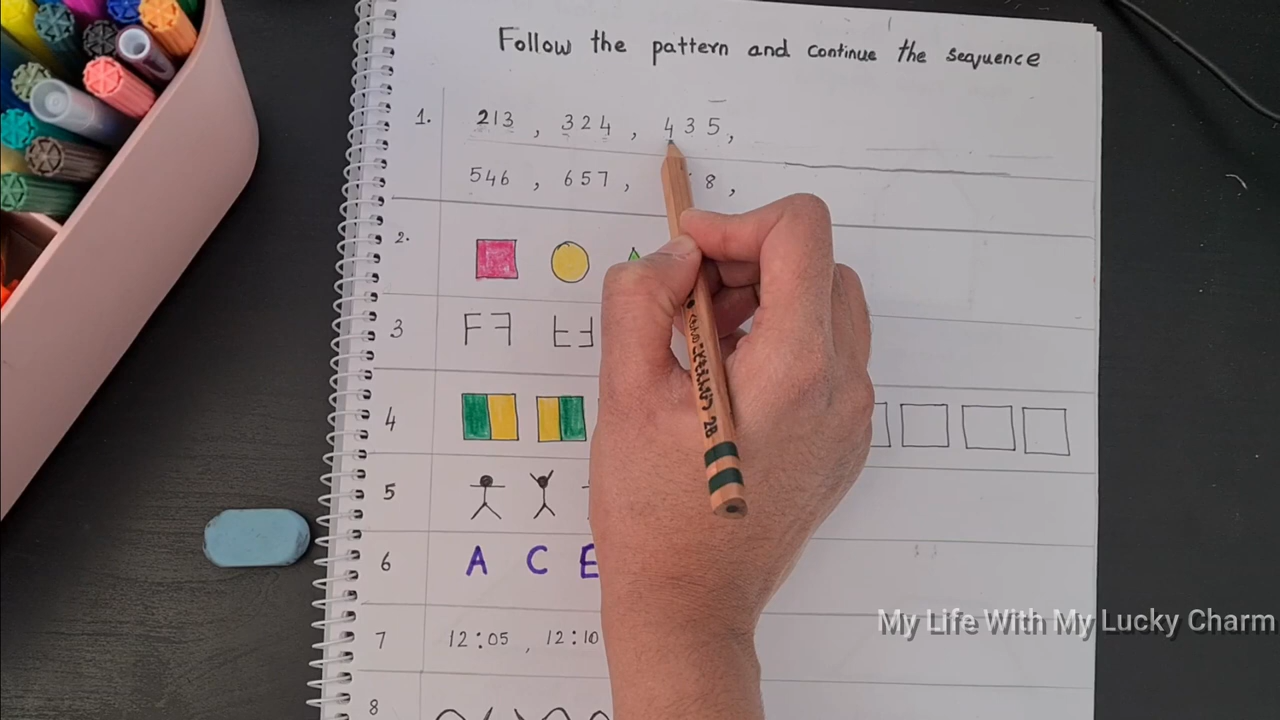 Follow the pattern and continue the sequence
1. 213 , 324 , 435,
546 , 657 , 8 ,
2.
3 F F
4
5
6 A C E
7 12:05 , 12:10
8
My Life With My Lucky Charm